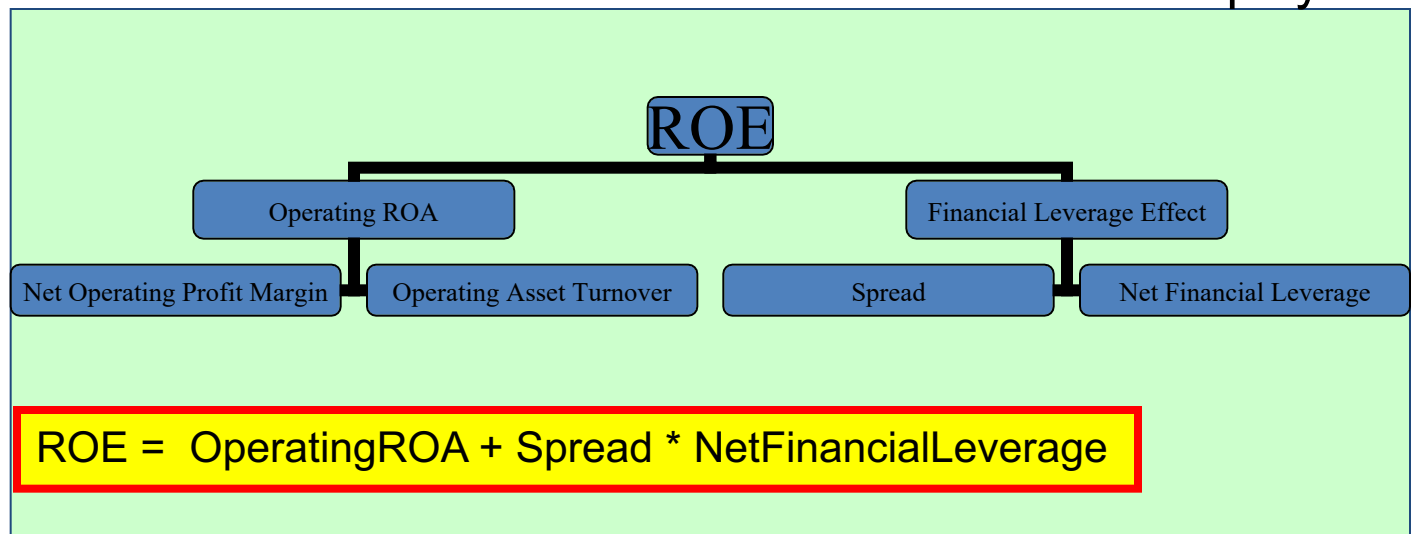 ROE
Operating ROA
Financial Leverage Effect
Net Operating Profit Margin
Operating Asset Turnover
Spread
Net Financial Leverage
ROE = OperatingROA + Spread * NetFinancialLeverage